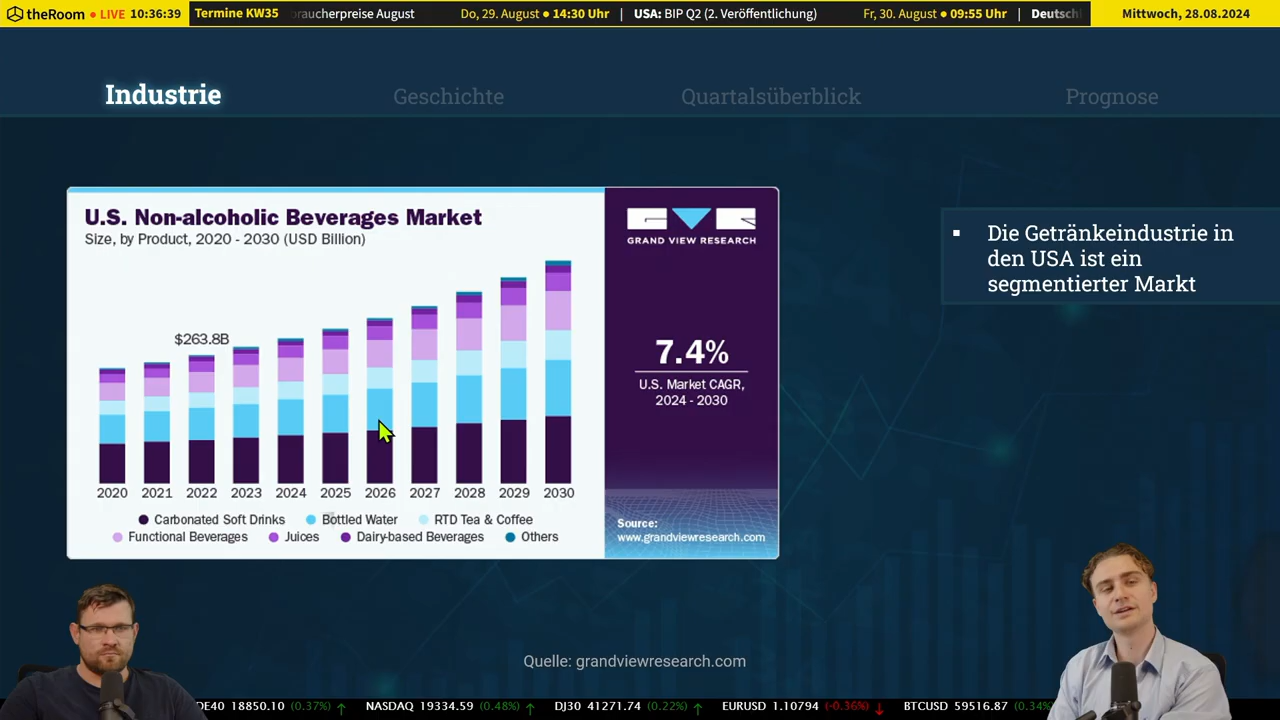 theRoom ● LIVE 10:36:39
Termine KW35
braucherpreise August
Do, 29. August ● 14:30 Uhr | USA: BIP Q2 (2. Veröffentlichung)
Fr, 30. August ● 09:55 Uhr |
Mittwoch, 28.08.2024
Industrie
Geschichte
Quartalsüberblick
Prognose
U.S. Non-alcoholic Beverages Market
Size, by Product, 2020 - 2030 (USD Billion)
$263.8B
2020 2021 2022 2023 2024 2025 2026 2027 2028 2029 2030
Carbonated Soft Drinks Bottled Water RTD Tea & Coffee
Functional Beverages Juices Dairy-based Beverages Others
GRAND VIEW RESEARCH
7.4%
U.S. Market CAGR,
2024 - 2030
Source:
www.grandviewresearch.com
▪ Die Getränkeindustrie in
den USA ist ein
segmentierter Markt
Quelle: grandviewresearch.com
DE40 18850.10 (0.37%) ↑ NASDAQ 19334.59 (0.48%) ↑ DJ30 41271.74 (0.22%) ↑ EURUSD 1.10794 (-0.36%) ↓ BTCUSD 59516.87 (0.34%)